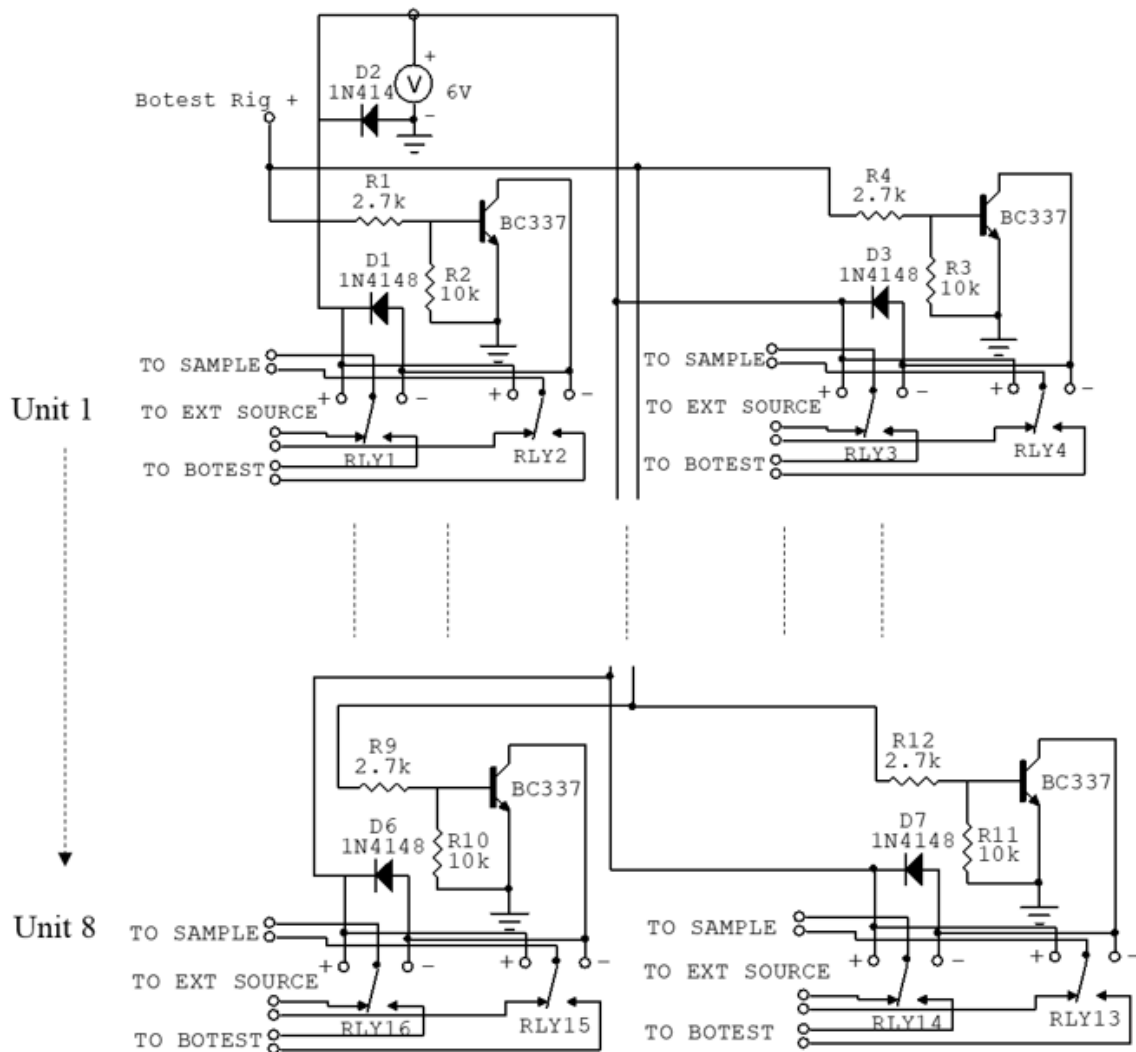 D2
1N414
+
V
6V
-
Botest Rig +
R1
2.7k
BC337
R4
2.7k
BC337
D1
1N4148
R2
10k
D3
1N4148
R3
10k
TO SAMPLE
TO SAMPLE
+ - + -
+ - + -
Unit 1
TO EXT SOURCE
TO EXT SOURCE
RLY1
RLY2
RLY3
RLY4
TO BOTEST
TO BOTEST
R9
2.7k
BC337
R12
2.7k
BC337
D6
1N4148
R10
10k
D7
1N4148
R11
10k
Unit 8
TO SAMPLE
TO SAMPLE
+ - + -
+ - + -
TO EXT SOURCE
TO EXT SOURCE
RLY16
RLY15
RLY14
RLY13
TO BOTEST
TO BOTEST